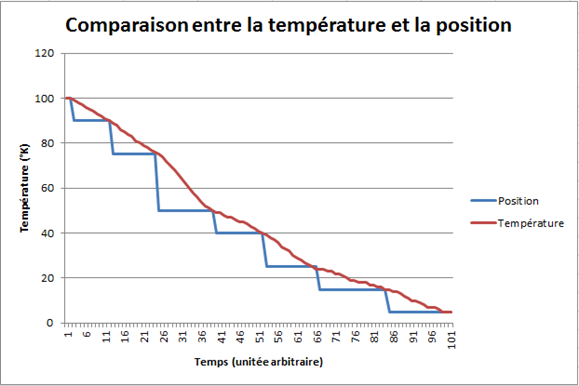 Comparaison entre la température et la position
120
100
80
60
40
20
0
Température (°K)
1 6 11 16 21 26 31 36 41 46 51 56 61 66 71 76 81 86 91 96 101
Temps (unitée arbitraire)
Position
Température